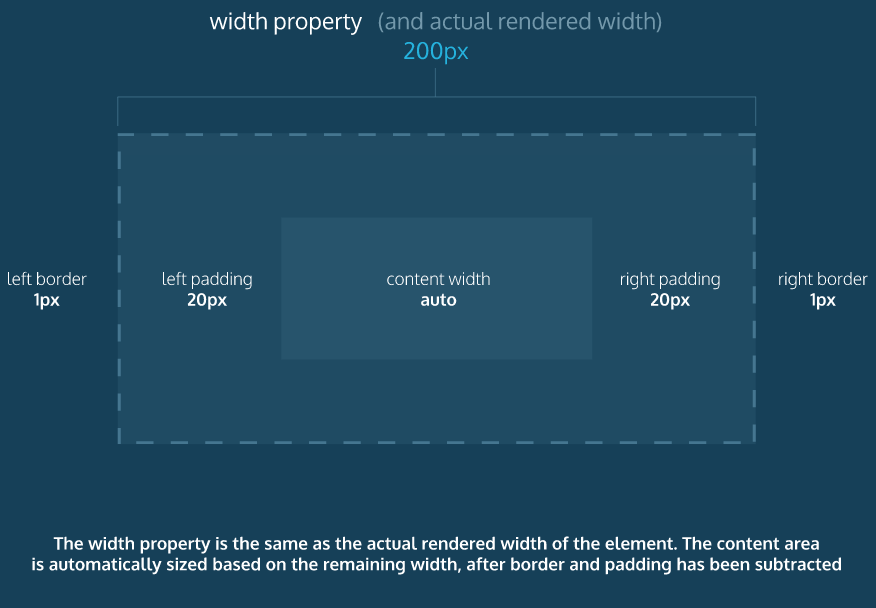 width property (and actual rendered width)
200px
left border
1px
left padding
20px
content width
auto
right padding
20px
right border
1px
The width property is the same as the actual rendered width of the element. The content area
is automatically sized based on the remaining width, after border and padding has been subtracted